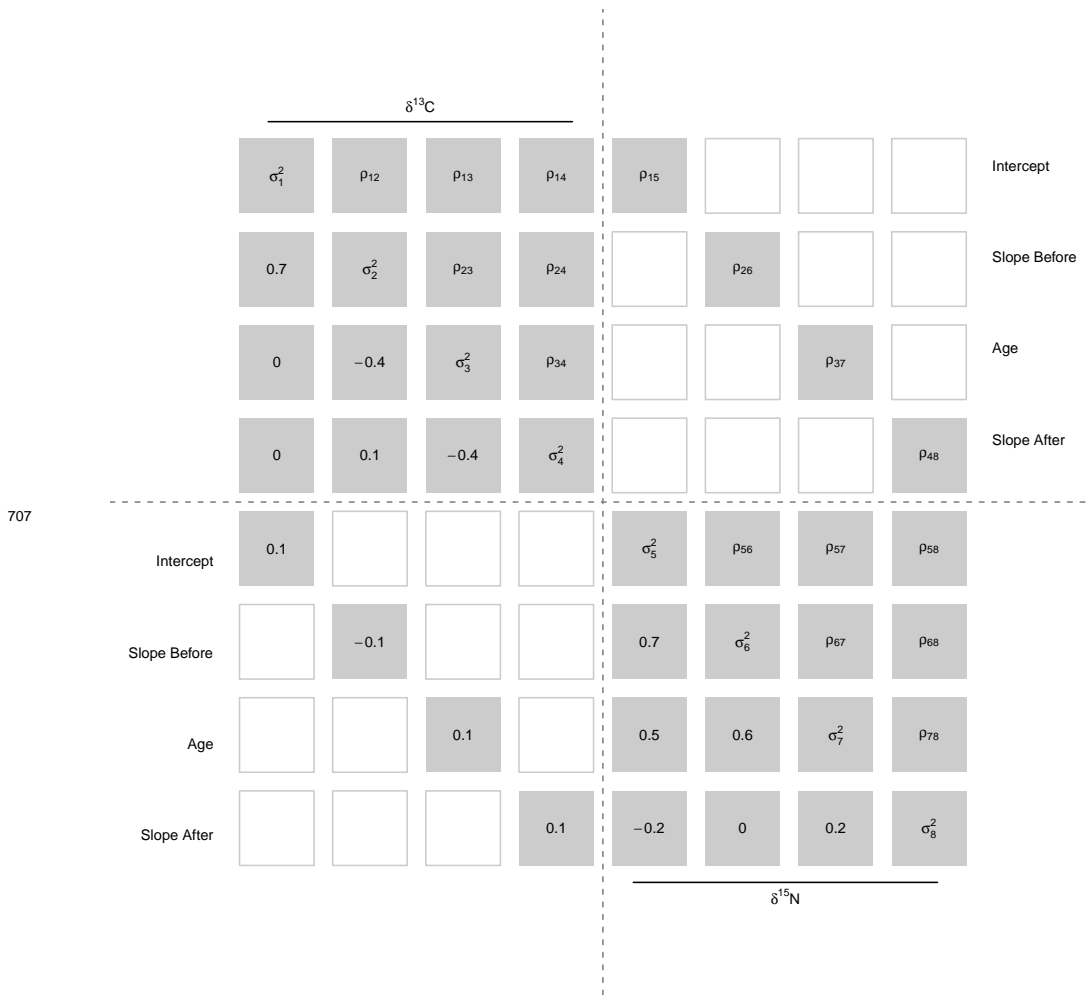 δ¹³C
σ₁² ρ₁₂ ρ₁₃ ρ₁₄ ρ₁₅ Intercept
0.7 σ₂² ρ₂₃ ρ₂₄ ρ₂₆ Slope Before
0 −0.4 σ₃² ρ₃₄ ρ₃₇ Age
0 0.1 −0.4 σ₄² ρ₄₈ Slope After
707
Intercept 0.1 σ₅² ρ₅₆ ρ₅₇ ρ₅₈
Slope Before −0.1 0.7 σ₆² ρ₆₇ ρ₆₈
Age 0.1 0.5 0.6 σ₇² ρ₇₈
Slope After 0.1 −0.2 0 0.2 σ₈²
δ¹⁵N